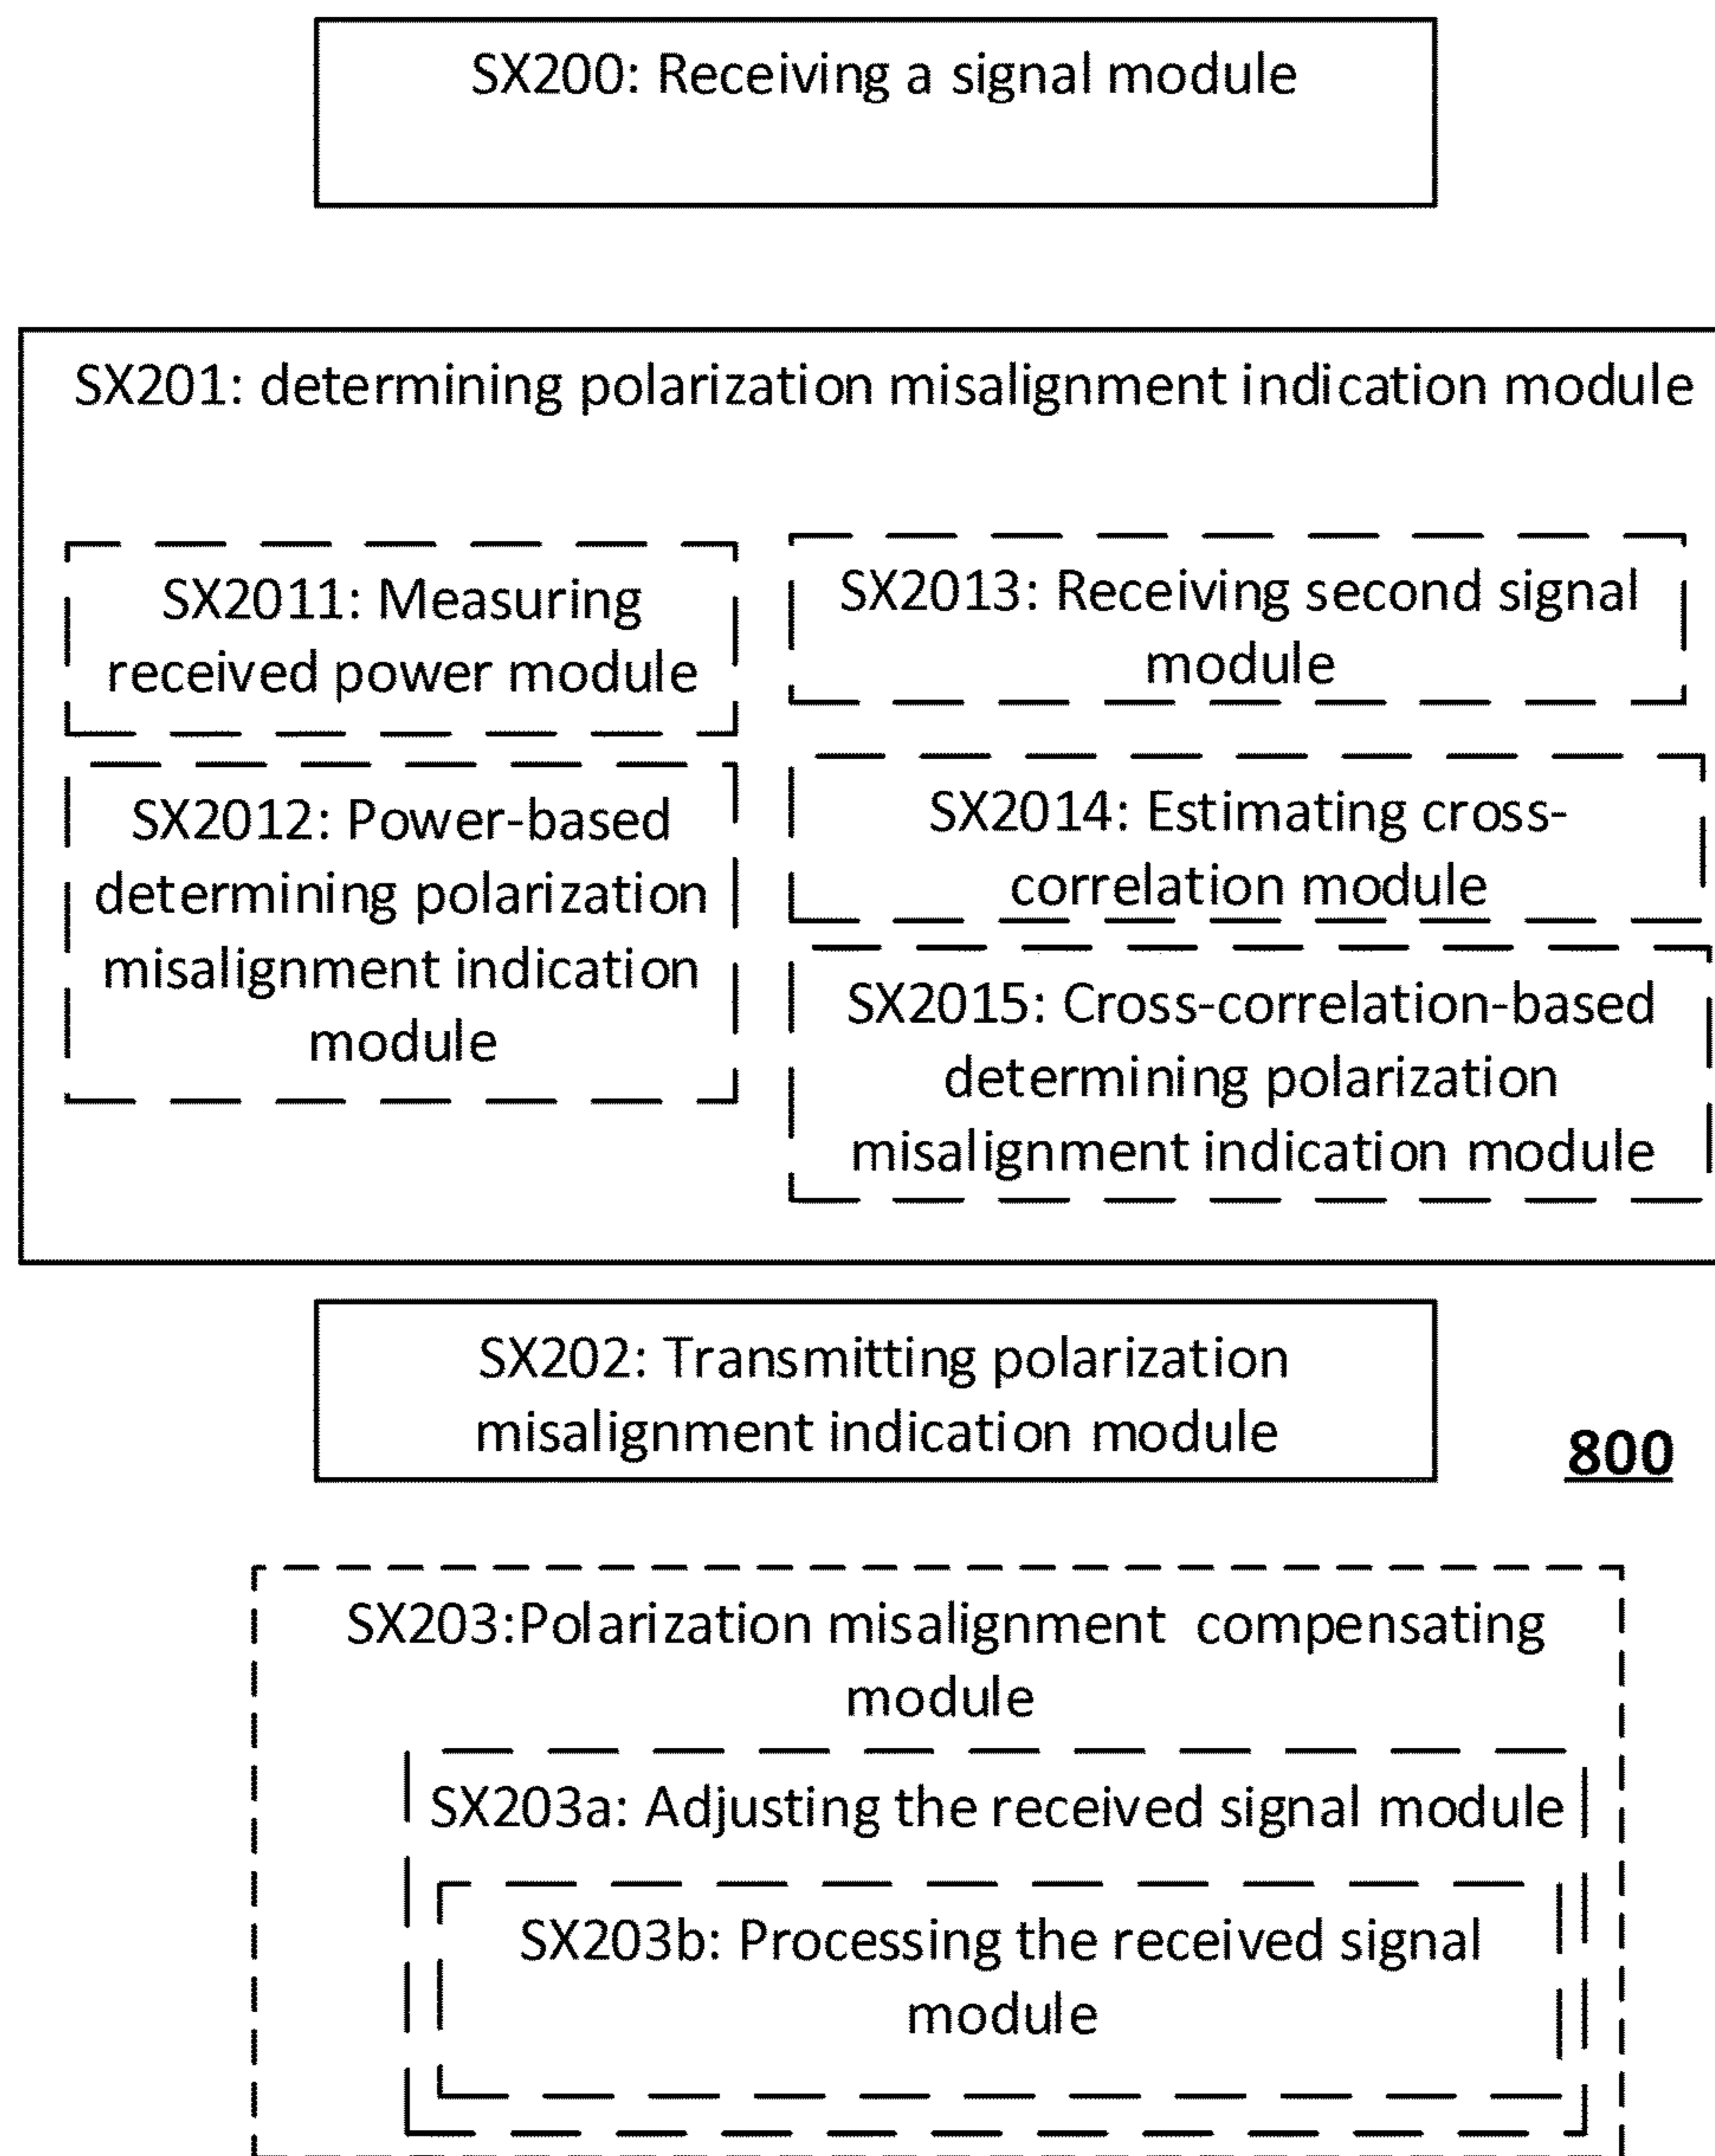 SX200: Receiving a signal module
SX201: determining polarization misalignment indication module
SX2011: Measuring
received power module
SX2012: Power-based
determining polarization
misalignment indication
module
SX2013: Receiving second signal
module
SX2014: Estimating cross-
correlation module
SX2015: Cross-correlation-based
determining polarization
misalignment indication module
SX202: Transmitting polarization
misalignment indication module
800
SX203:Polarization misalignment compensating
module
SX203a: Adjusting the received signal module
SX203b: Processing the received signal
module